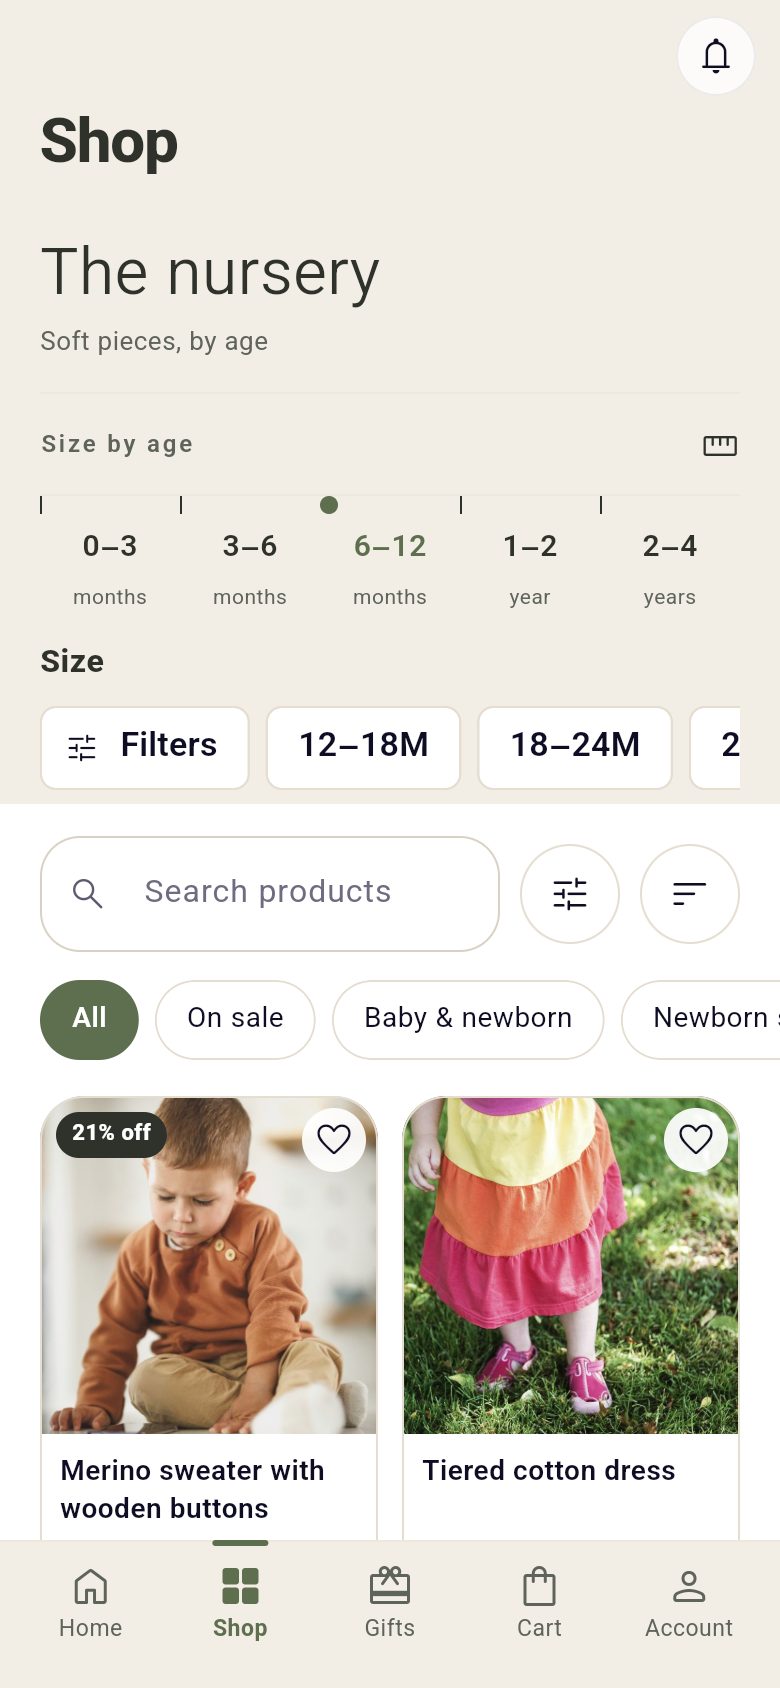 Shop
The nursery
Soft pieces, by age
Size by age
0–3 3–6 6–12 1–2 2–4
months months months year years
Size
Filters 12–18M 18–24M 2
Search products
All On sale Baby & newborn Newborn
21% off
Merino sweater with
wooden buttons
Tiered cotton dress
Home Shop Gifts Cart Account